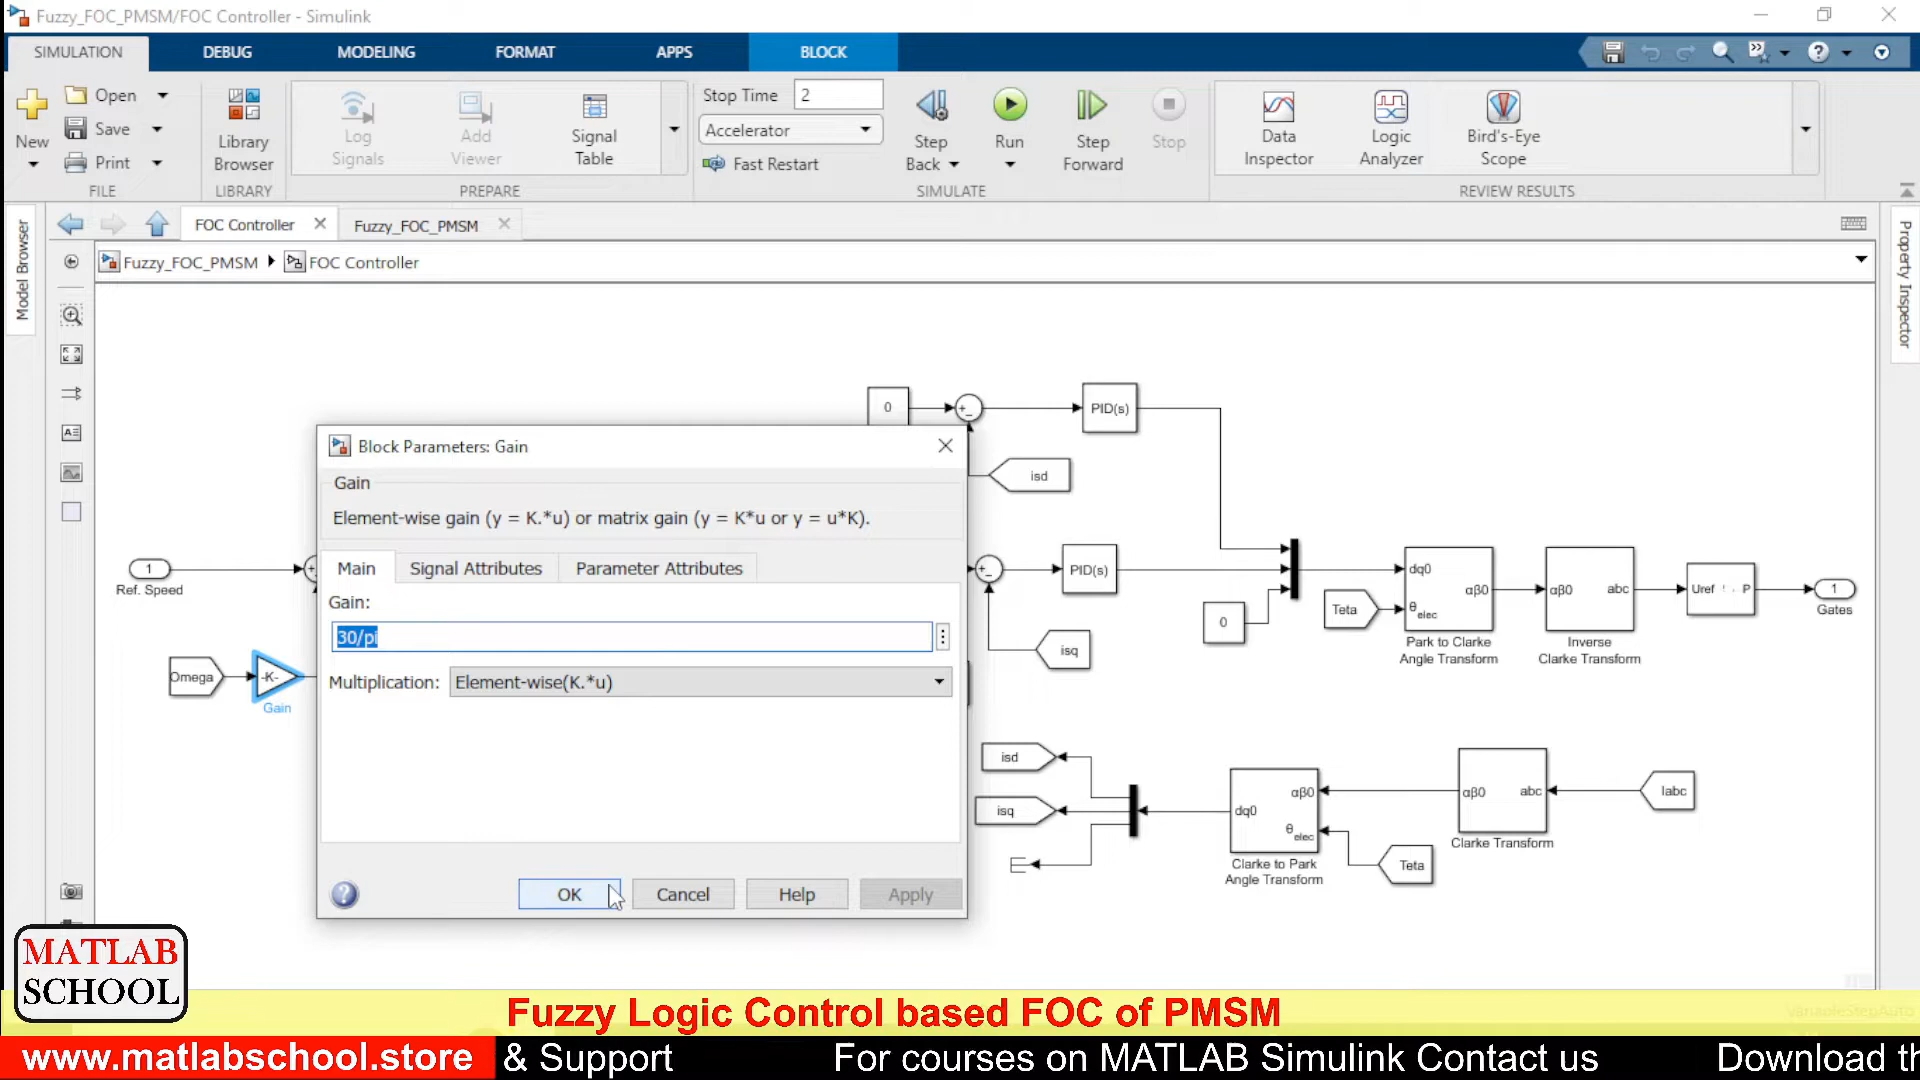 Fuzzy_FOC_PMSM/FOC Controller - Simulink
SIMULATION DEBUG MODELING FORMAT APPS BLOCK
New
Open
Save
Print
FILE
Library Browser
LIBRARY
Log Signals
Add Viewer
Signal Table
PREPARE
Stop Time 2
Accelerator
Fast Restart
Step Back
Run
Step Forward
Stop
SIMULATE
Data Inspector
Logic Analyzer
Bird's-Eye Scope
REVIEW RESULTS
Model Browser
Property Inspector
FOC Controller Fuzzy_FOC_PMSM
Fuzzy_FOC_PMSM FOC Controller
0
+
-
PID(s)
isd
1
Ref. Speed
Omega
-K-
Gain
Block Parameters: Gain
Gain
Element-wise gain (y = K.*u) or matrix gain (y = K*u or y = u*K).
Main Signal Attributes Parameter Attributes
Gain:
30/pi
Multiplication: Element-wise(K.*u)
OK Cancel Help Apply
+
-
PID(s)
isq
0
Teta
dq0
θelec
αβ0
Park to Clarke
Angle Transform
αβ0 abc
Inverse
Clarke Transform
Uref P
1
Gates
isd
isq
dq0
αβ0
θelec
Clarke to Park
Angle Transform
Teta
αβ0 abc
Clarke Transform
Iabc
MATLAB
SCHOOL
VariableStepAuto
Fuzzy Logic Control based FOC of PMSM
www.matlabschool.store & Support For courses on MATLAB Simulink Contact us Download th